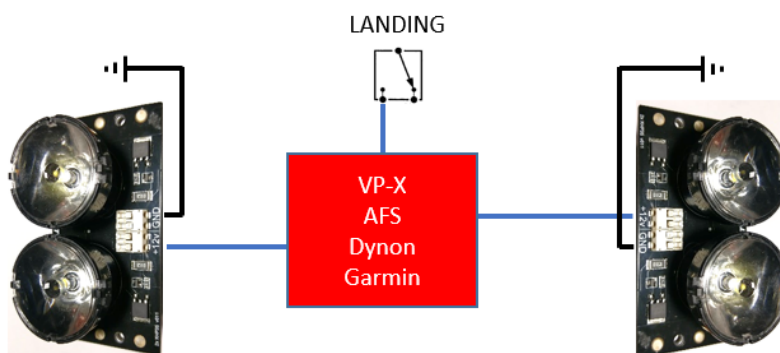 LANDING
VP-X
AFS
Dynon
Garmin
+12V GND
+12V GND